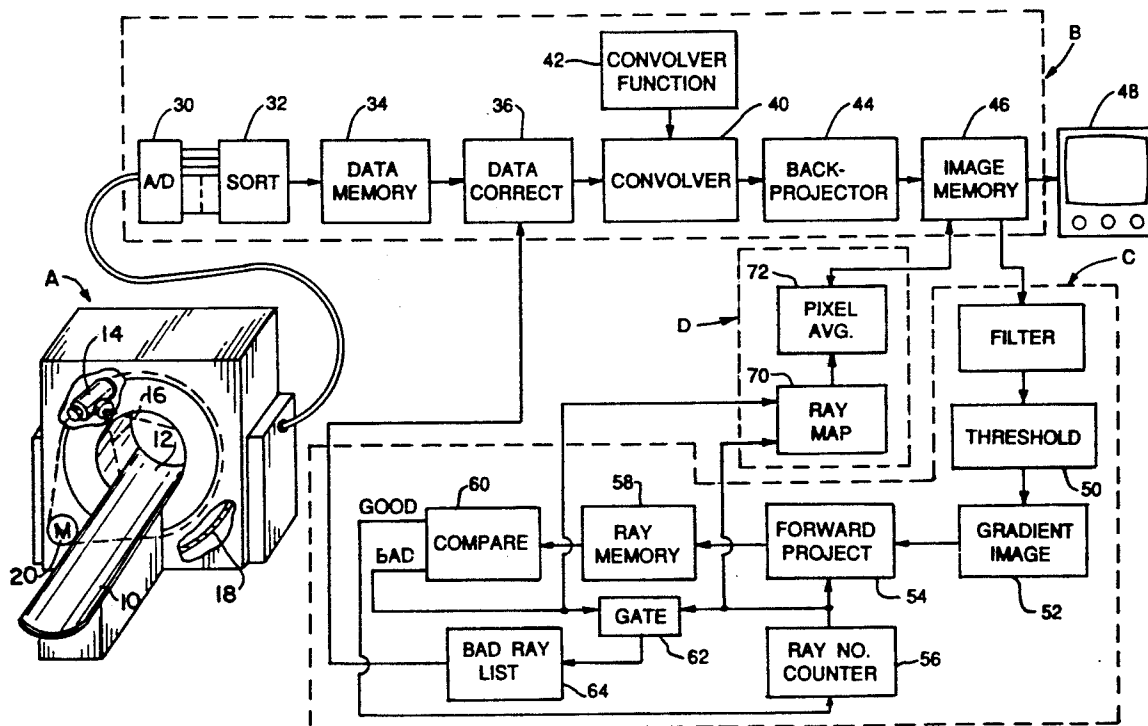 42
CONVOLVER
FUNCTION
B
30
32
34
36
40
44
46
48
A/D
SORT
DATA
MEMORY
DATA
CORRECT
CONVOLVER
BACK-
PROJECTOR
IMAGE
MEMORY
A
14
16
12
M
20
10
18
72
PIXEL
AVG.
D
70
RAY
MAP
C
FILTER
THRESHOLD
50
GRADIENT
IMAGE
52
GOOD
BAD
60
COMPARE
58
RAY
MEMORY
FORWARD
PROJECT
54
GATE
62
BAD RAY
LIST
64
RAY NO.
COUNTER
56